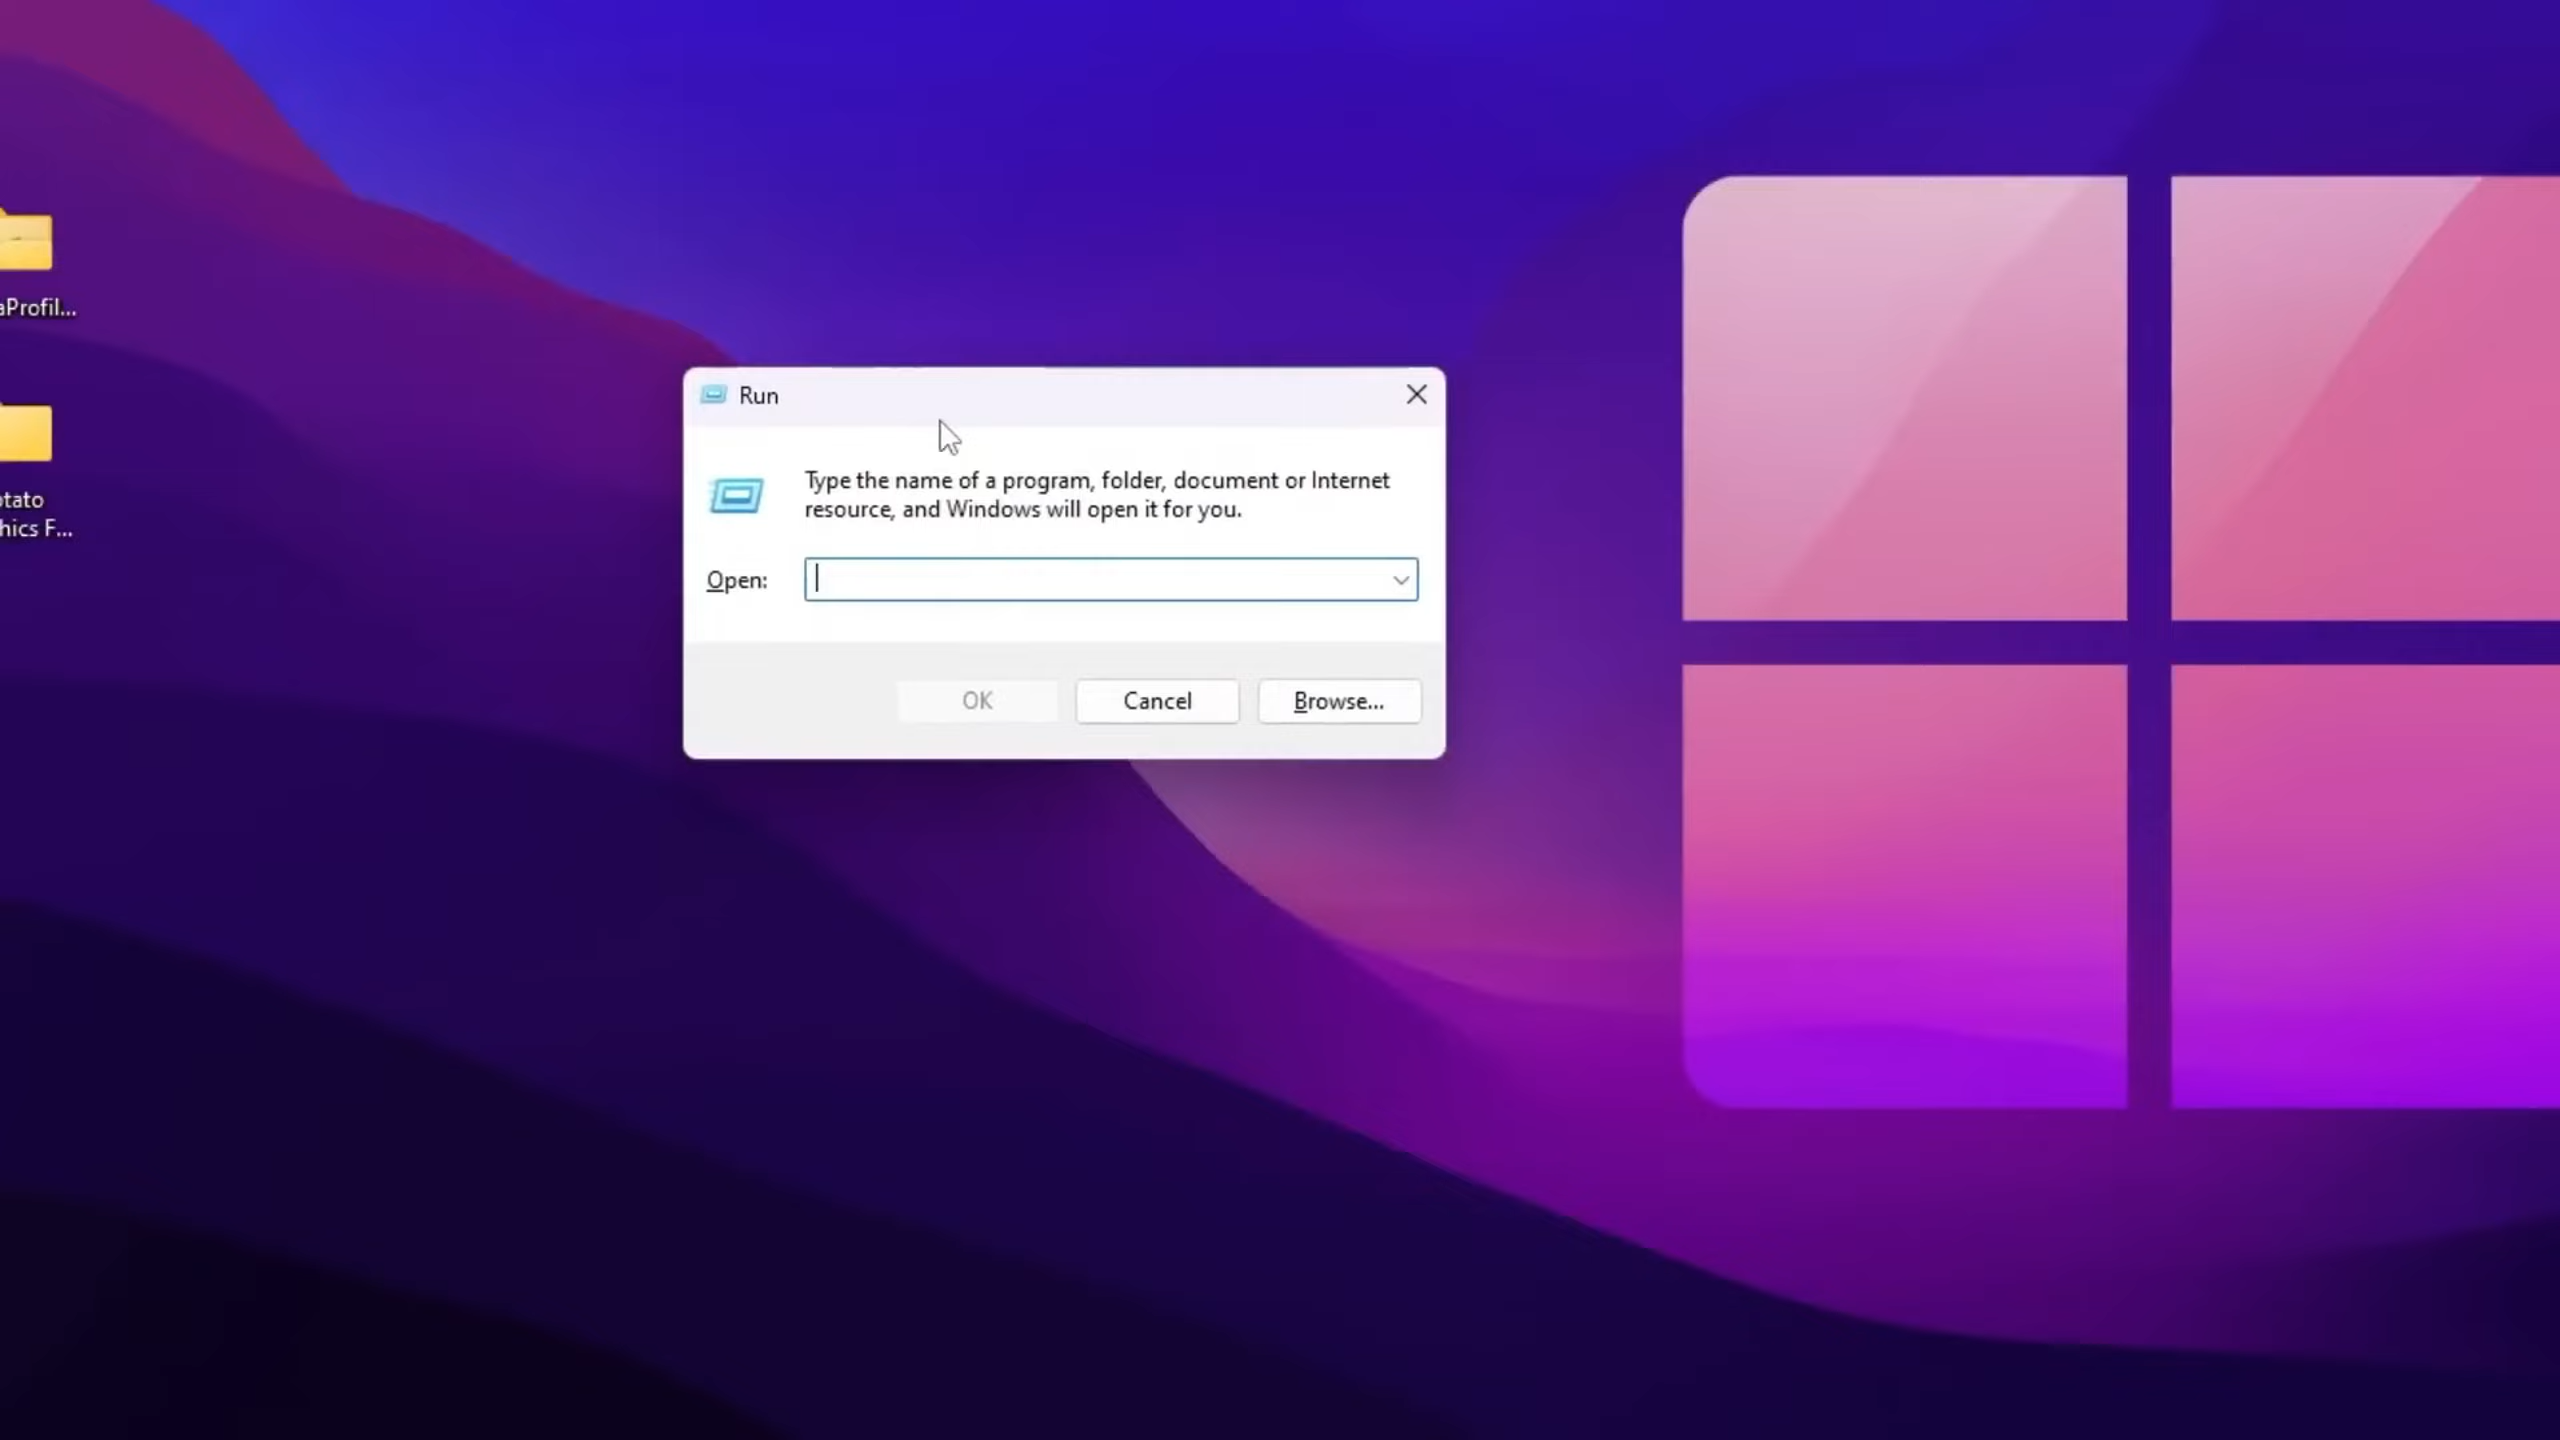 aProfil...
otato
hics F...
Run
Type the name of a program, folder, document or Internet
resource, and Windows will open it for you.
Open:
OK
Cancel
Browse...